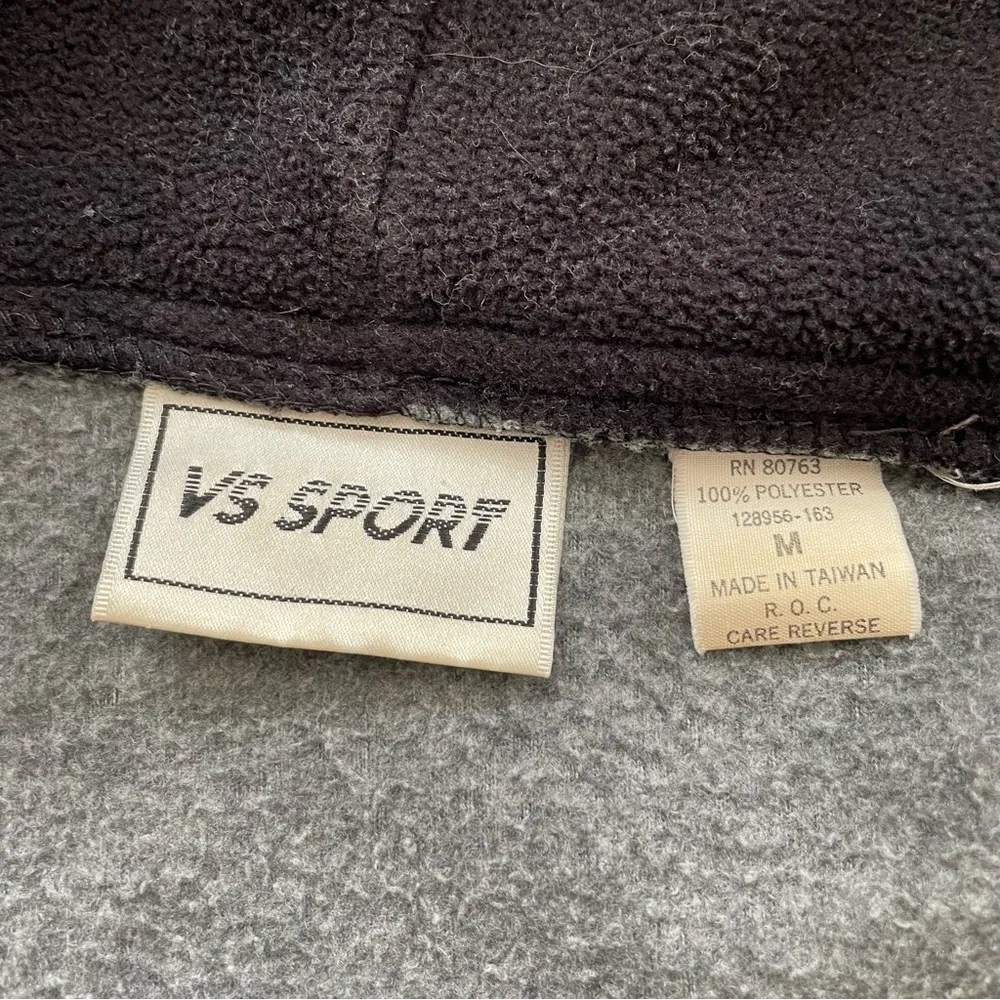 VS SPORT
RN 80763
100% POLYESTER
128956-163
M
MADE IN TAIWAN
R. O. C.
CARE REVERSE